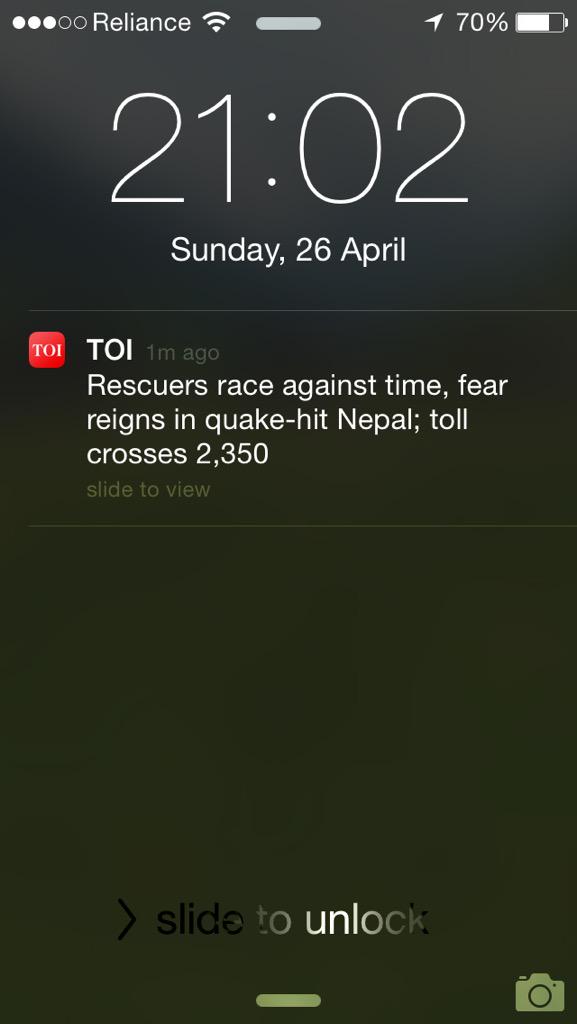 Reliance 70%
21:02
Sunday, 26 April
TOI TOI 1m ago
Rescuers race against time, fear
reigns in quake-hit Nepal; toll
crosses 2,350
slide to view
slide to unlock